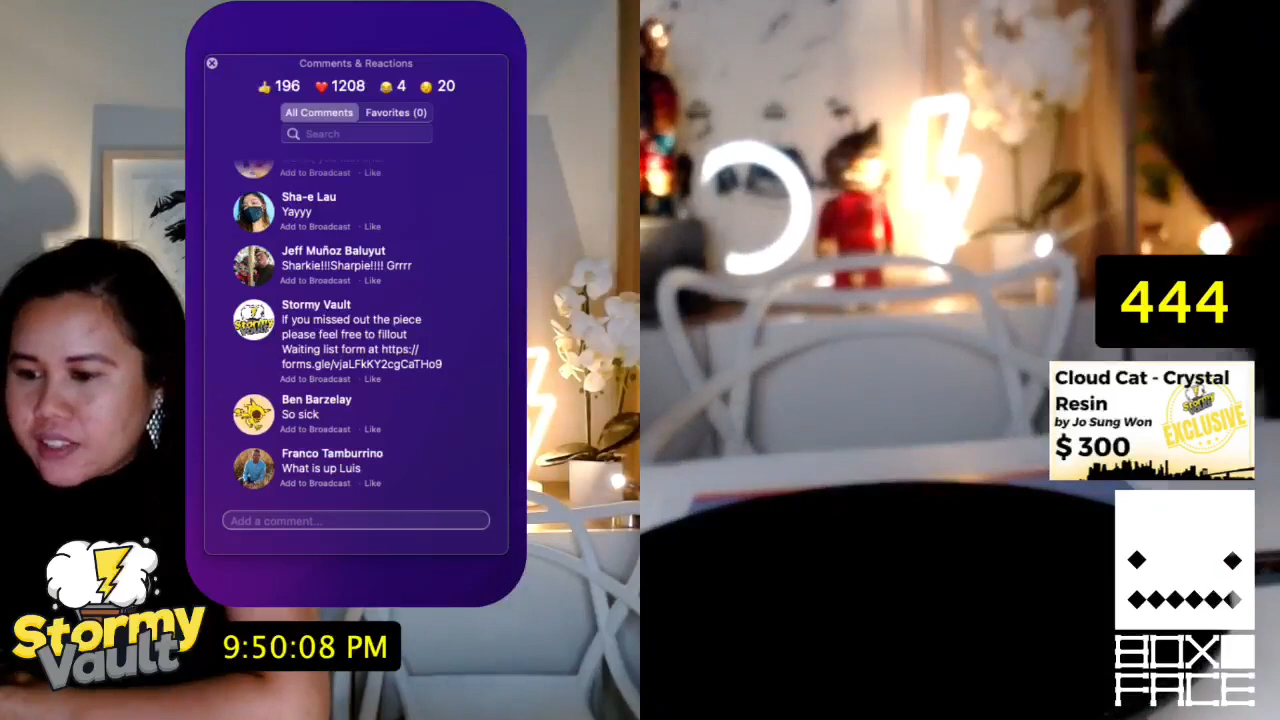 Comments & Reactions
196 1208 4 20
All Comments Favorites (0)
Search
Add to Broadcast · Like
Sha-e Lau
Yayyy
Add to Broadcast · Like
Jeff Muñoz Baluyut
Sharkie!!!Sharpie!!!! Grrr
Add to Broadcast · Like
Stormy Vault
If you missed out the piece
please feel free to fillout
Waiting list form at https://
forms.gle/vjaLFkKY2cgCaTHo9
Add to Broadcast · Like
Ben Barzelay
So sick
Add to Broadcast · Like
Franco Tamburrino
What is up Luis
Add to Broadcast · Like
Add a comment...
Stormy
Vault
9:50:08 PM
444
Cloud Cat - Crystal
Resin
by Jo Sung Won
$ 300
Stormy
Vault
EXCLUSIVE
BOX
FACE